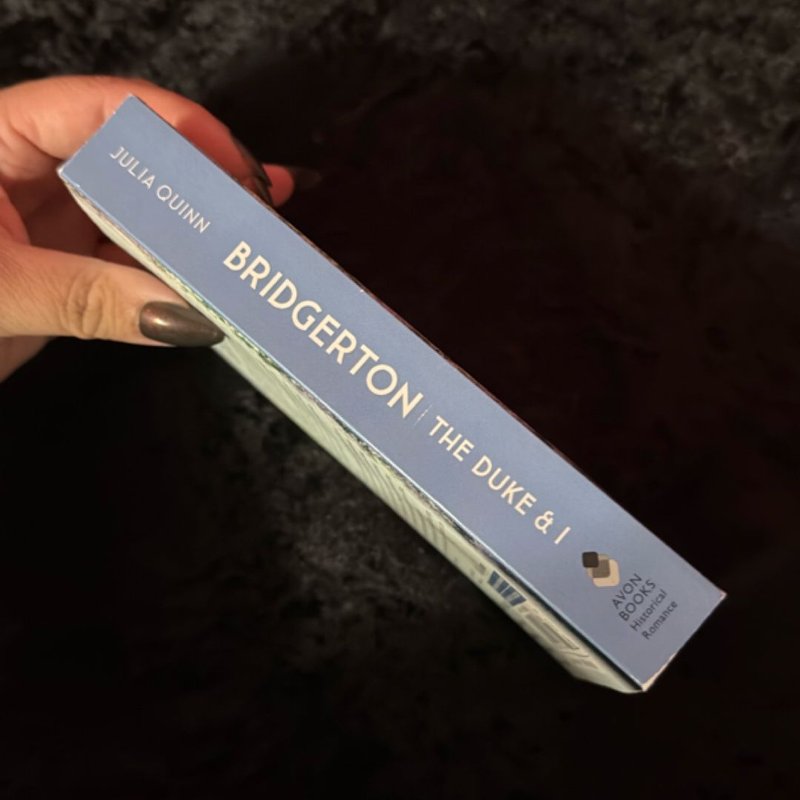 JULIA QUINN
BRIDGERTON | THE DUKE & I
AVON
BOOKS
Historical
Romance